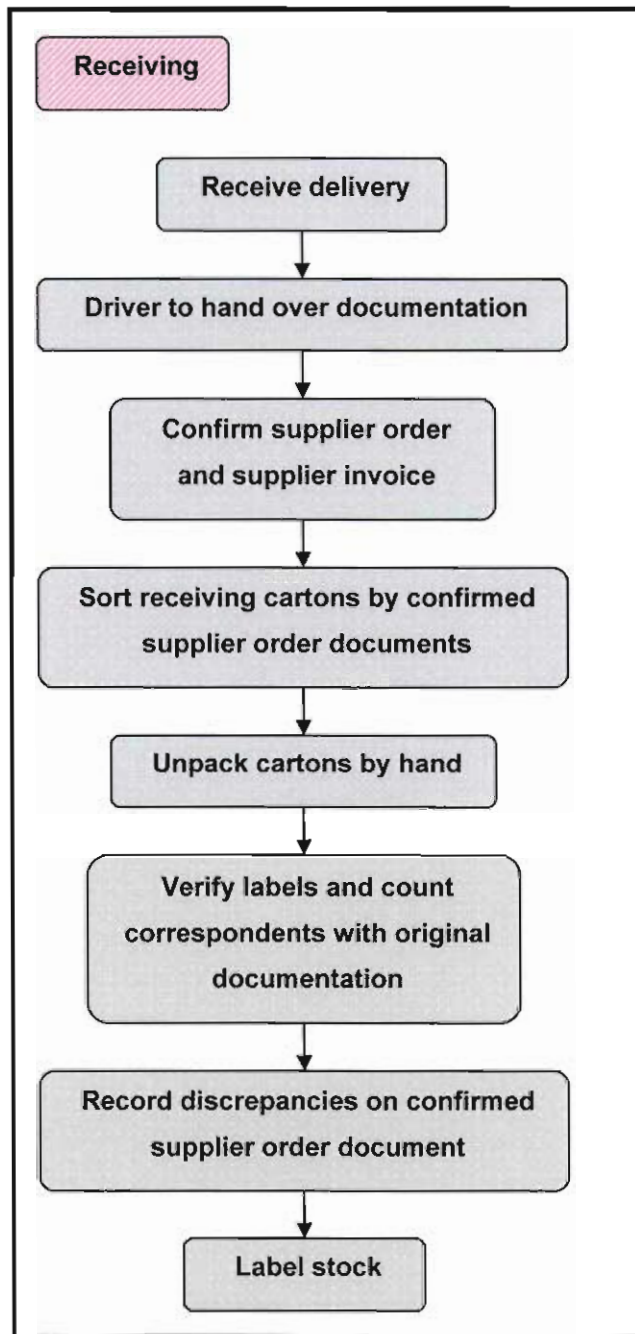 Receiving
Receive delivery
Driver to hand over documentation
Confirm supplier order
and supplier invoice
Sort receiving cartons by confirmed
supplier order documents
Unpack cartons by hand
Verify labels and count
correspondents with original
documentation
Record discrepancies on confirmed
supplier order document
Label stock